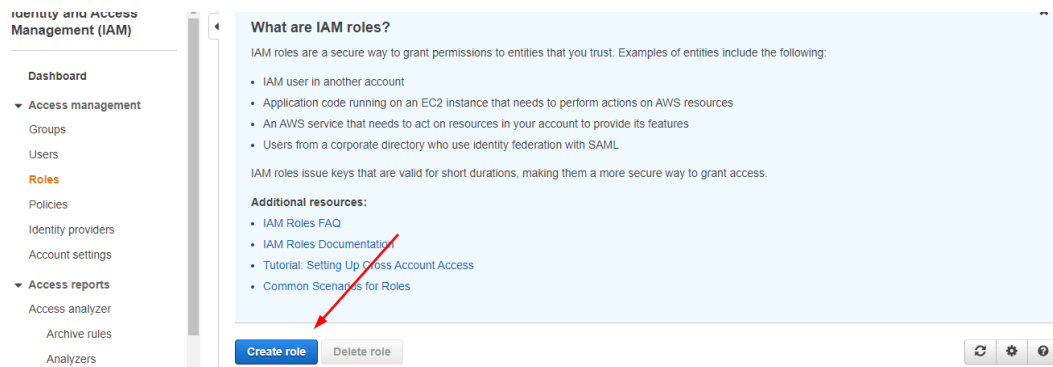 Identity and Access
Management (IAM)
Dashboard
Access management
Groups
Users
Roles
Policies
Identity providers
Account settings
Access reports
Access analyzer
Archive rules
Analyzers
What are IAM roles?
IAM roles are a secure way to grant permissions to entities that you trust. Examples of entities include the following:
• IAM user in another account
• Application code running on an EC2 instance that needs to perform actions on AWS resources
• An AWS service that needs to act on resources in your account to provide its features
• Users from a corporate directory who use identity federation with SAML
IAM roles issue keys that are valid for short durations, making them a more secure way to grant access.
Additional resources:
• IAM Roles FAQ
• IAM Roles Documentation
• Tutorial: Setting Up Cross Account Access
• Common Scenarios for Roles
Create role Delete role